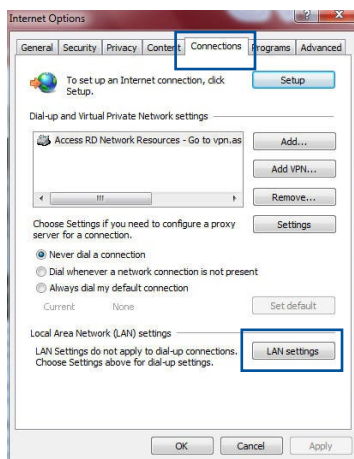 Internet Options
General Security Privacy Content Connections Programs Advanced
To set up an Internet connection, click
Setup.
Setup
Dial-up and Virtual Private Network settings
Access RD Network Resources - Go to vpn.as
Add...
Add VPN...
Remove...
Choose Settings if you need to configure a proxy
server for a connection.
Settings
Never dial a connection
Dial whenever a network connection is not present
Always dial my default connection
Current None
Set default
Local Area Network (LAN) settings
LAN Settings do not apply to dial-up connections.
Choose Settings above for dial-up settings.
LAN settings
OK Cancel Apply